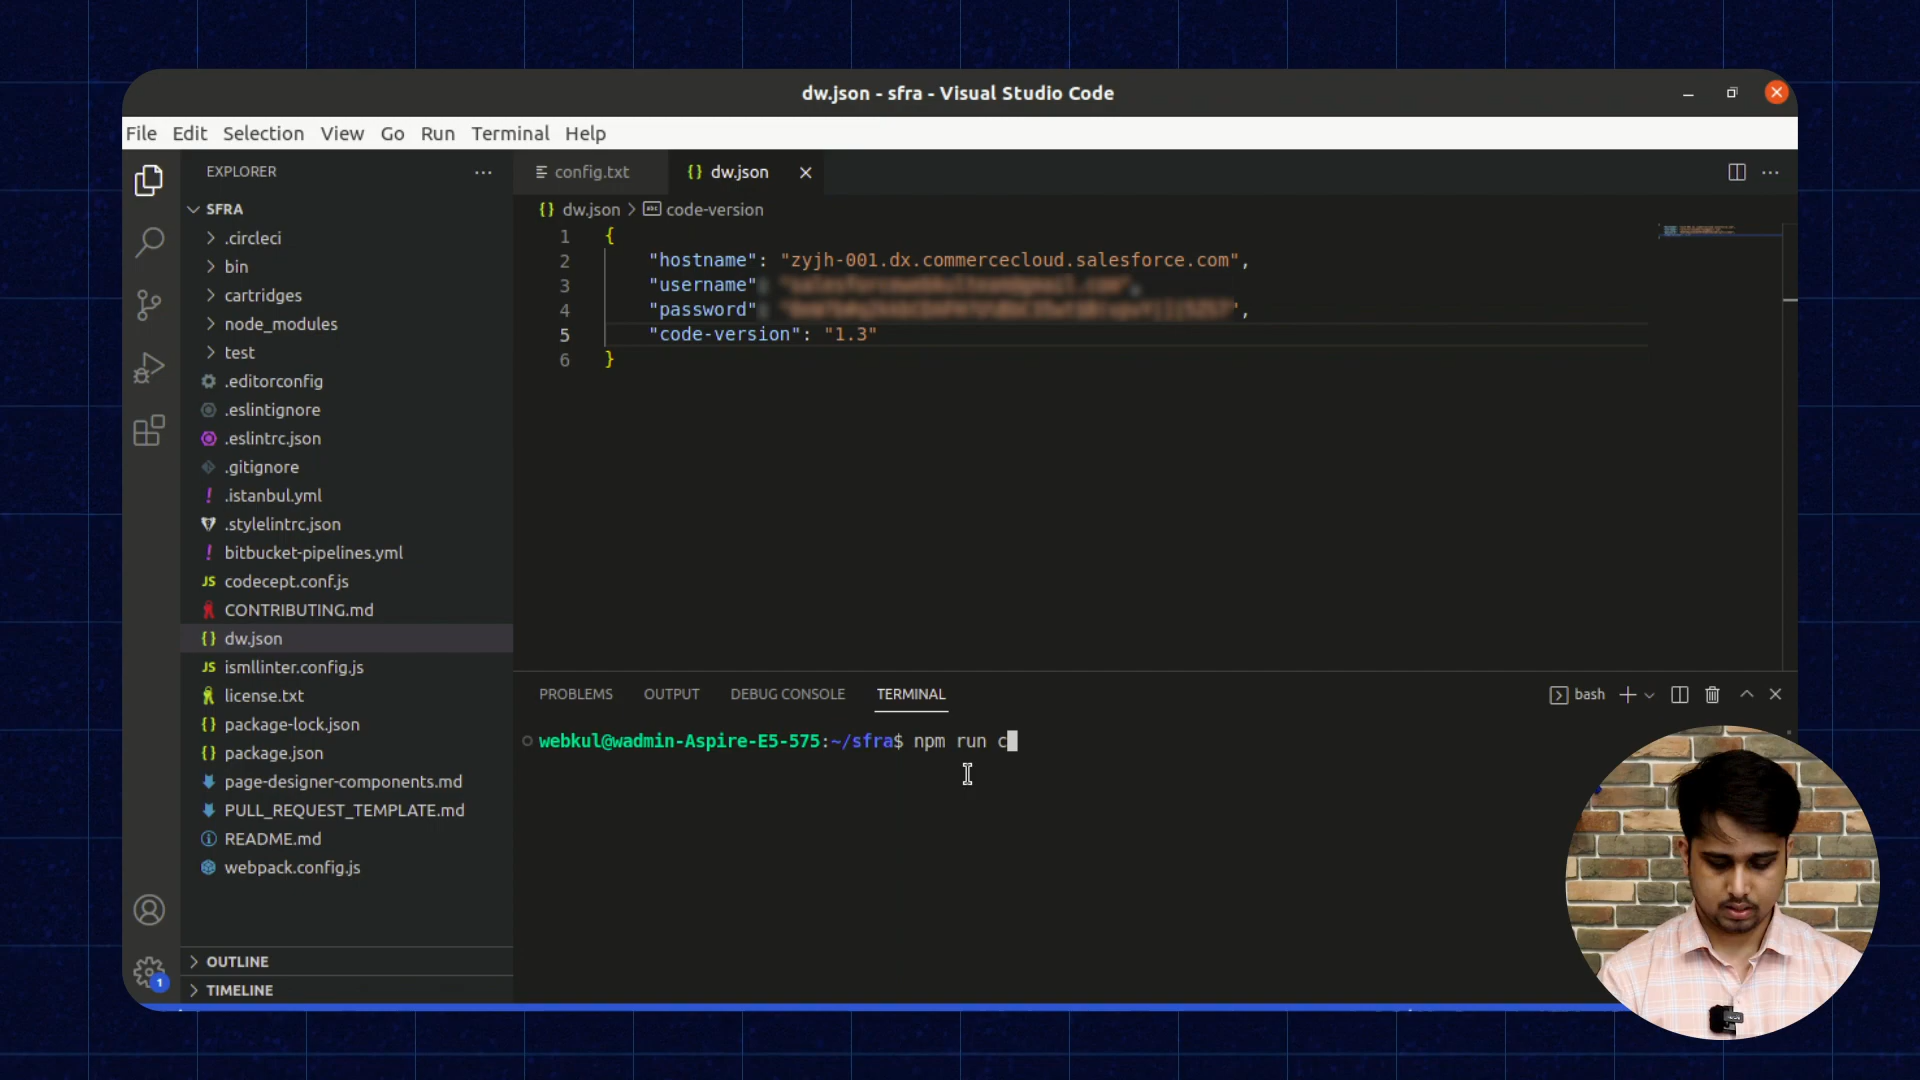 dw.json - sfra - Visual Studio Code
File Edit Selection View Go Run Terminal Help
EXPLORER
config.txt
{} dw.json
{} dw.json > code-version
SFRA
.circleci
bin
cartridges
node_modules
test
.editorconfig
.eslintignore
.eslintrc.json
.gitignore
! .istanbul.yml
.stylelintrc.json
! bitbucket-pipelines.yml
JS codecept.conf.js
CONTRIBUTING.md
{} dw.json
JS ismllinter.config.js
license.txt
{} package-lock.json
{} package.json
page-designer-components.md
PULL_REQUEST_TEMPLATE.md
README.md
webpack.config.js
OUTLINE
TIMELINE
1
1 {
2 "hostname": "zyjh-001.dx.commercecloud.salesforce.com",
3 "username"
4 "password" ",
5 "code-version": "1.3"
6 }
PROBLEMS OUTPUT DEBUG CONSOLE TERMINAL
bash
webkul@wadmin-Aspire-E5-575:~/sfra$ npm run c